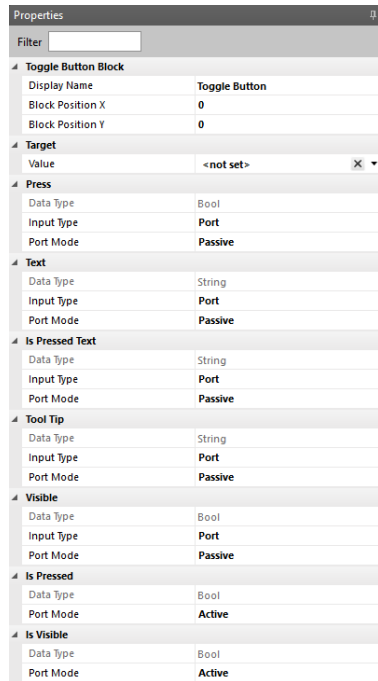 Properties
Filter
Toggle Button Block
Display Name Toggle Button
Block Position X 0
Block Position Y 0
Target
Value <not set>
Press
Data Type Bool
Input Type Port
Port Mode Passive
Text
Data Type String
Input Type Port
Port Mode Passive
Is Pressed Text
Data Type String
Input Type Port
Port Mode Passive
Tool Tip
Data Type String
Input Type Port
Port Mode Passive
Visible
Data Type Bool
Input Type Port
Port Mode Passive
Is Pressed
Data Type Bool
Port Mode Active
Is Visible
Data Type Bool
Port Mode Active